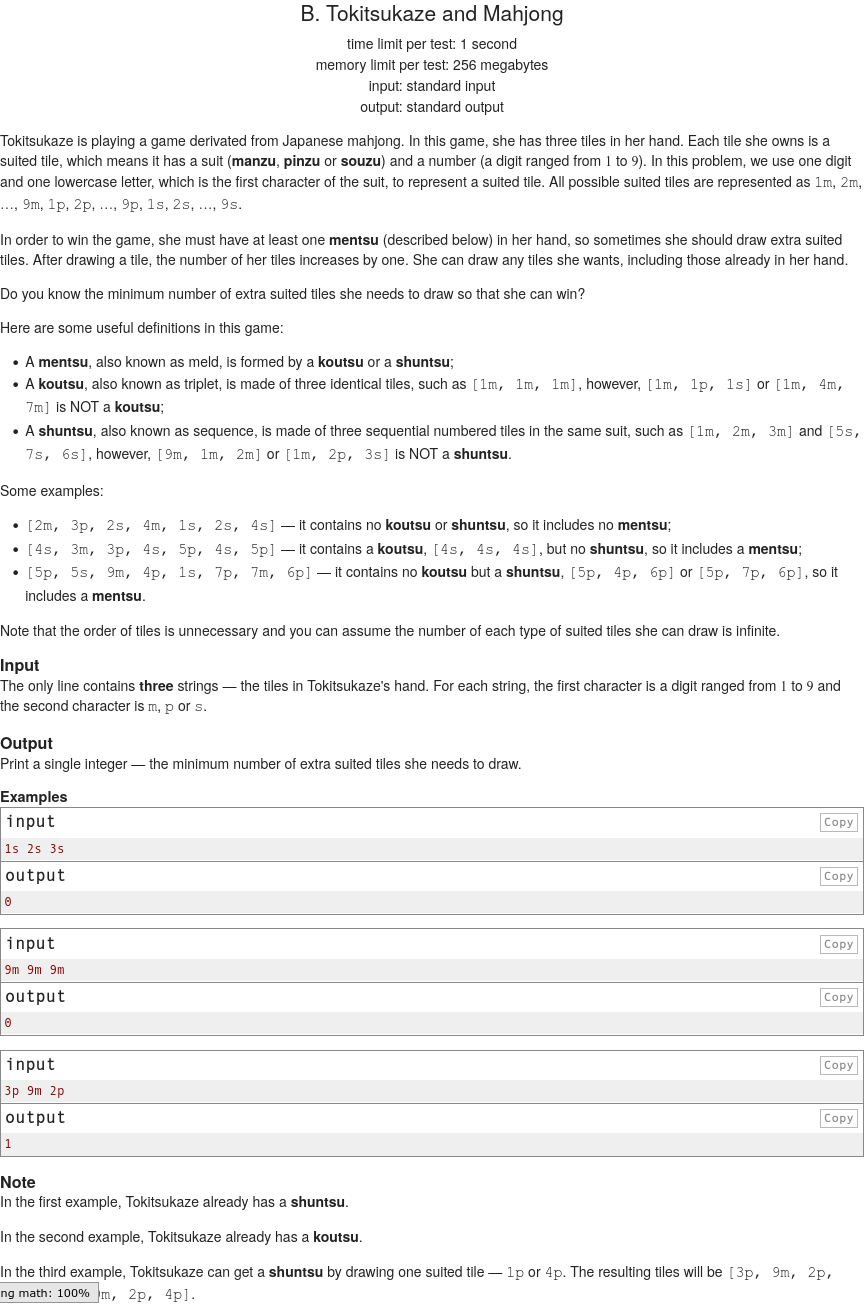 B. Tokitsukaze and Mahjong
time limit per test: 1 second
memory limit per test: 256 megabytes
input: standard input
output: standard output
Tokitsukaze is playing a game derived from Japanese mahjong. In this game, she has three tiles in her hand. Each tile she owns is a
suited tile, which means it has a suit (manzu, pinzu or souzu) and a number (a digit ranged from 1 to 9). In this problem, we use one digit
and one lowercase letter, which is the first character of the suit, to represent a suited tile. All possible suited tiles are represented as 1m, 2m,
…, 9m, 1p, 2p, …, 9p, 1s, 2s, …, 9s.
In order to win the game, she must have at least one mentsu (described below) in her hand, so sometimes she should draw extra suited
tiles. After drawing a tile, the number of her tiles increases by one. She can draw any tiles she wants, including those already in her hand.
Do you know the minimum number of extra suited tiles she needs to draw so that she can win?
Here are some useful definitions in this game:
• A mentsu, also known as meld, is formed by a koutsu or a shuntsu;
• A koutsu, also known as triplet, is made of three identical tiles, such as [1m, 1m, 1m], however, [1m, 1p, 1s] or [1m, 4m,
7m] is NOT a koutsu;
• A shuntsu, also known as sequence, is made of three sequential numbered tiles in the same suit, such as [1m, 2m, 3m] and [5s,
7s, 6s], however, [9m, 1m, 2m] or [1m, 2p, 3s] is NOT a shuntsu.
Some examples:
• [2m, 3p, 2s, 4m, 1s, 2s, 4s] — it contains no koutsu or shuntsu, so it includes no mentsu;
• [4s, 3m, 3p, 4s, 5p, 4s, 5p] — it contains a koutsu, [4s, 4s, 4s], but no shuntsu, so it includes a mentsu;
• [5p, 5s, 9m, 4p, 1s, 7p, 7m, 6p] — it contains no koutsu but a shuntsu, [5p, 4p, 6p] or [5p, 7p, 6p], so it
includes a mentsu.
Note that the order of tiles is unnecessary and you can assume the number of each type of suited tiles she can draw is infinite.
Input
The only line contains three strings — the tiles in Tokitsukaze's hand. For each string, the first character is a digit ranged from 1 to 9 and
the second character is m, p or s.
Output
Print a single integer — the minimum number of extra suited tiles she needs to draw.
Examples
input Copy
1s 2s 3s
output Copy
0
input Copy
9m 9m 9m
output Copy
0
input Copy
3p 9m 2p
output Copy
1
Note
In the first example, Tokitsukaze already has a shuntsu.
In the second example, Tokitsukaze already has a koutsu.
In the third example, Tokitsukaze can get a shuntsu by drawing one suited tile — 1p or 4p. The resulting tiles will be [3p, 9m, 2p,
ng math: 100% m, 2p, 4p].